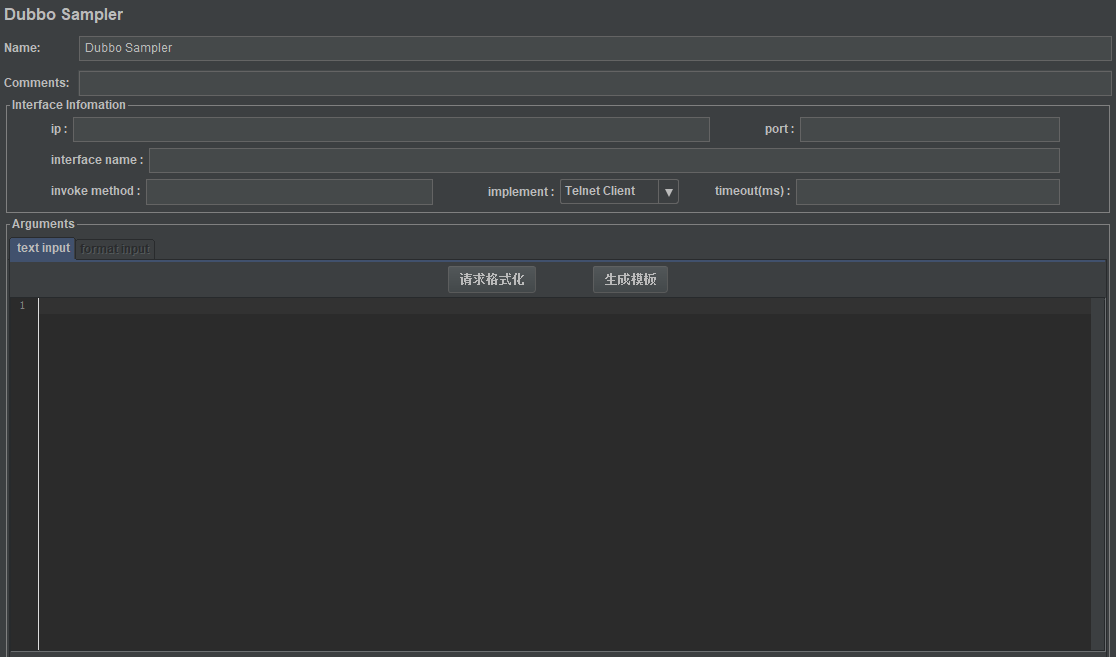 Dubbo Sampler
Name: Dubbo Sampler
Comments:
Interface Infomation
ip : port :
interface name :
invoke method : implement : Telnet Client timeout(ms) :
Arguments
text input format input
请求格式化 生成模板
1